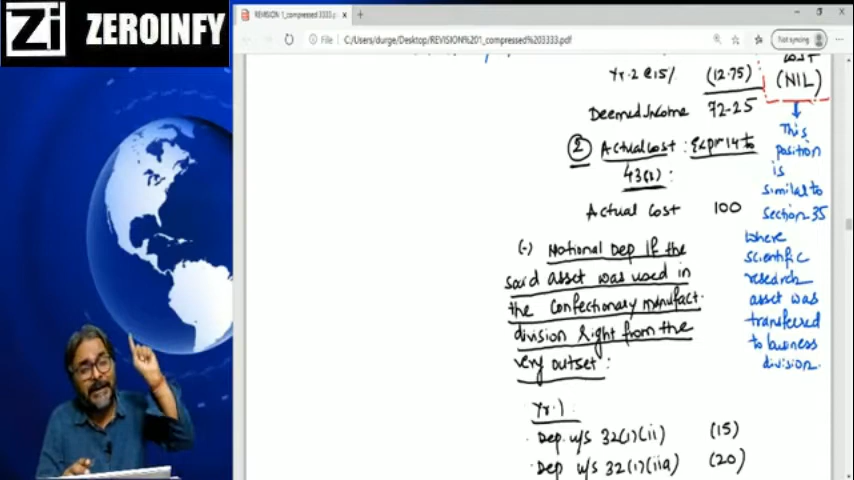 Zi ZEROINFY
REVISION 1_compressed 3333.p
File
C:/Users/durge/Desktop/REVISION%201_compressed%203333.pdf
Not syncing
Yr.2 @15% (12.75)
Deemed Income 72.25
cost
(NIL)
This
position
is
similar to
section 35
where
scientific
research
asset was
transferred
to business
division.
② Actual cost : Expn 14 to
43(1) :
Actual Cost 100
(-) Notional Dep If the
said asset was used in
the Confectionary manufact.
division right from the
very outset :
Yr.1
Dep. u/s 32(1)(ii) (15)
Dep u/s 32(1)(iia) (20)